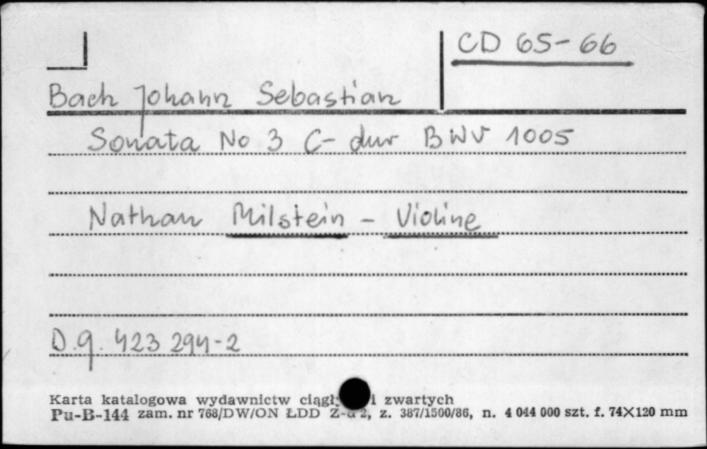 CD 65-66
Bach Johann Sebastian
Sonata No 3 C-dur BWV 1005
Nathan Milstein - Violine
D.g. 423 294-2
Karta katalogowa wydawnictw i zwartych
Pu-B-144 zam. nr 768/DW/ON ŁDD z. 387/1500/86, n. 4 044 000 szt. f. 74X120 mm